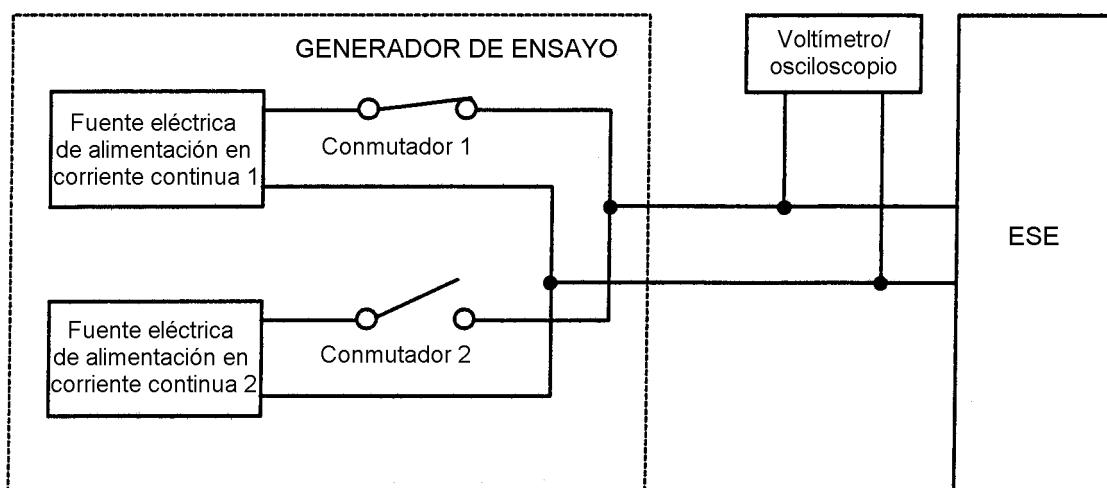 GENERADOR DE ENSAYO
Voltímetro/
osciloscopio
Fuente eléctrica
de alimentación en
corriente continua 1
Conmutador 1
ESE
Fuente eléctrica
de alimentación en
corriente continua 2
Conmutador 2